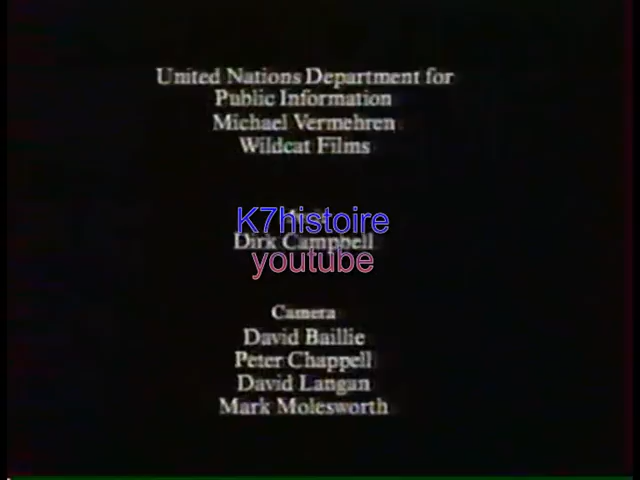 United Nations Department for
Public Information
Michael Vermehren
Wildcat Films
K7histoire
Dirk Campbell
youtube
Camera
David Baillie
Peter Chappell
David Langan
Mark Molesworth